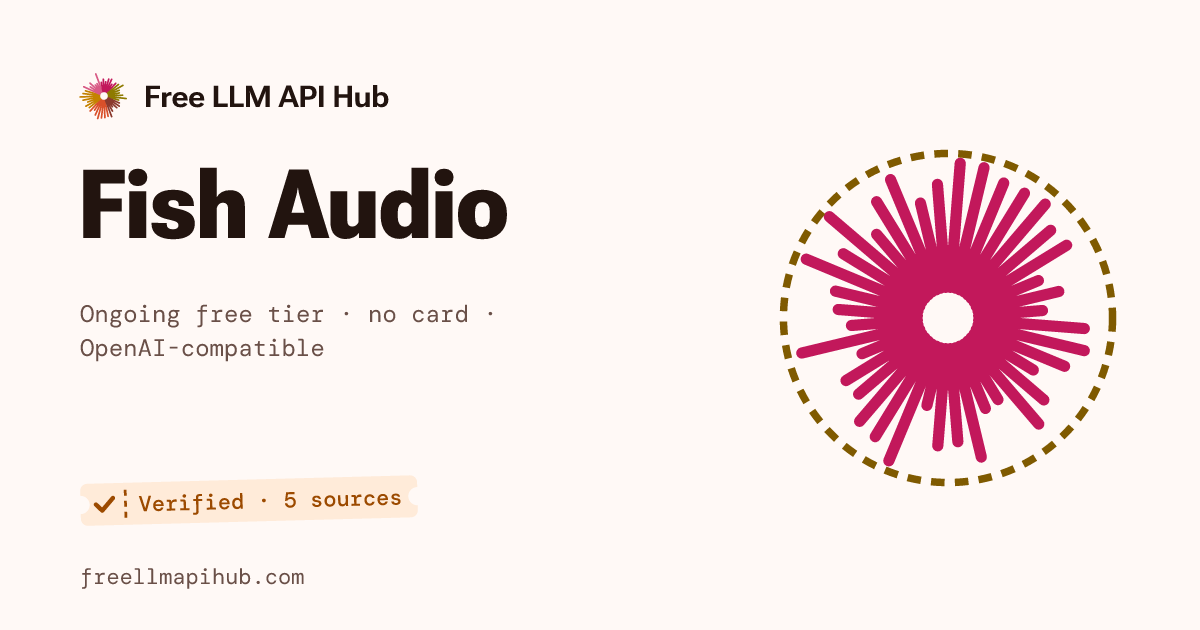 Free LLM API Hub
Fish Audio
Ongoing free tier · no card ·
OpenAI-compatible
Verified · 5 sources
freellmapihub.com